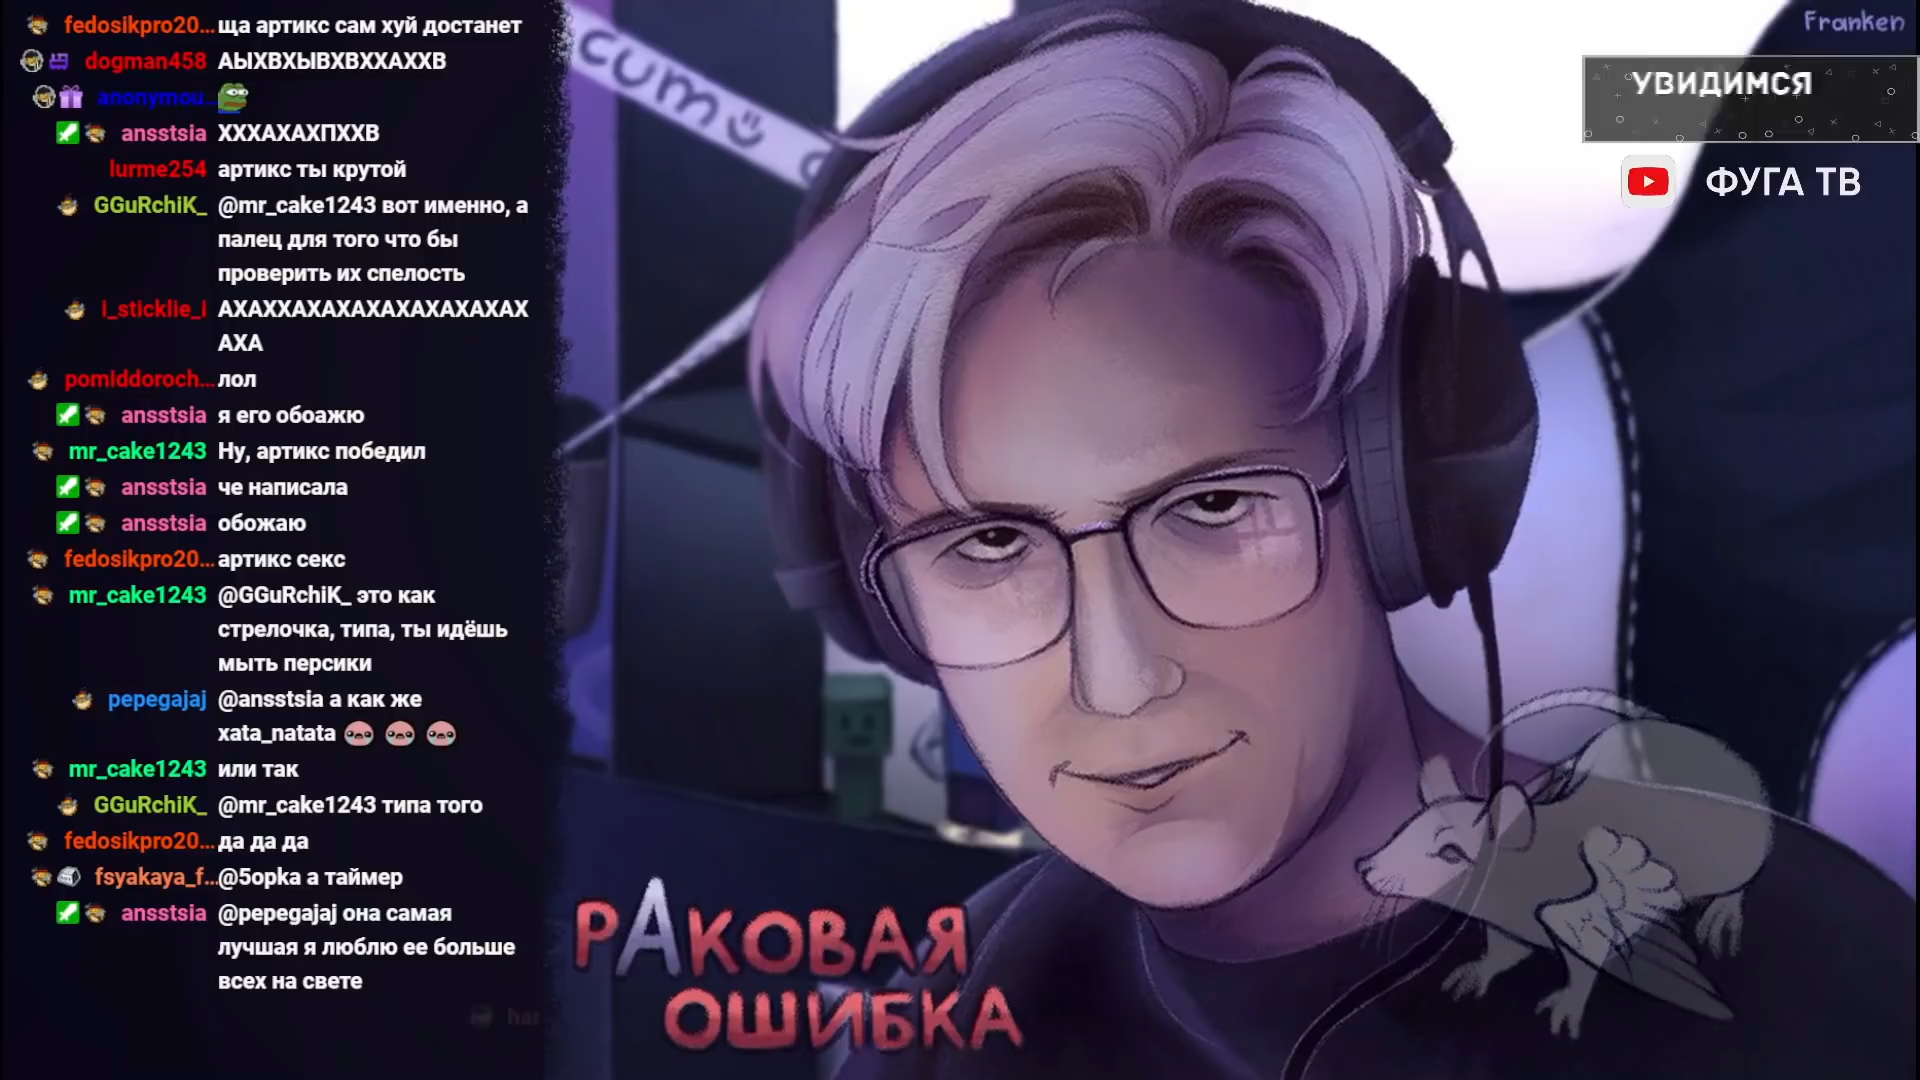 fedosikpro20... ща артикс сам хуй достанет
dogman458 АЫХВХЫВХВХХАХХВ
anonymou...
ansstsia ХХХАХАХПХХВ
lurme254 артикс ты крутой
GGuRchiK_ @mr_cake1243 вот именно, а
палец для того что бы
проверить их спелость
l_sticklie_l АХАХХАХАХАХАХАХАХАХАХ
АХА
pomiddoroch... лол
ansstsia я его обоажю
mr_cake1243 Ну, артикс победил
ansstsia че написала
ansstsia обожаю
fedosikpro20... артикс секс
mr_cake1243 @GGuRchiK_ это как
стрелочка, типа, ты идёшь
мыть персики
pepegajaj @ansstsia а как же
xata_natata
mr_cake1243 или так
GGuRchiK_ @mr_cake1243 типа того
fedosikpro20... да да да
fsyakaya_f... @5opka а таймер
ansstsia @pepegajaj она самая
лучшая я люблю ее больше
всех на свете
cum
Franken
УВИДИМСЯ
ФУГА ТВ
РАКОВАЯ
ОШИБКА